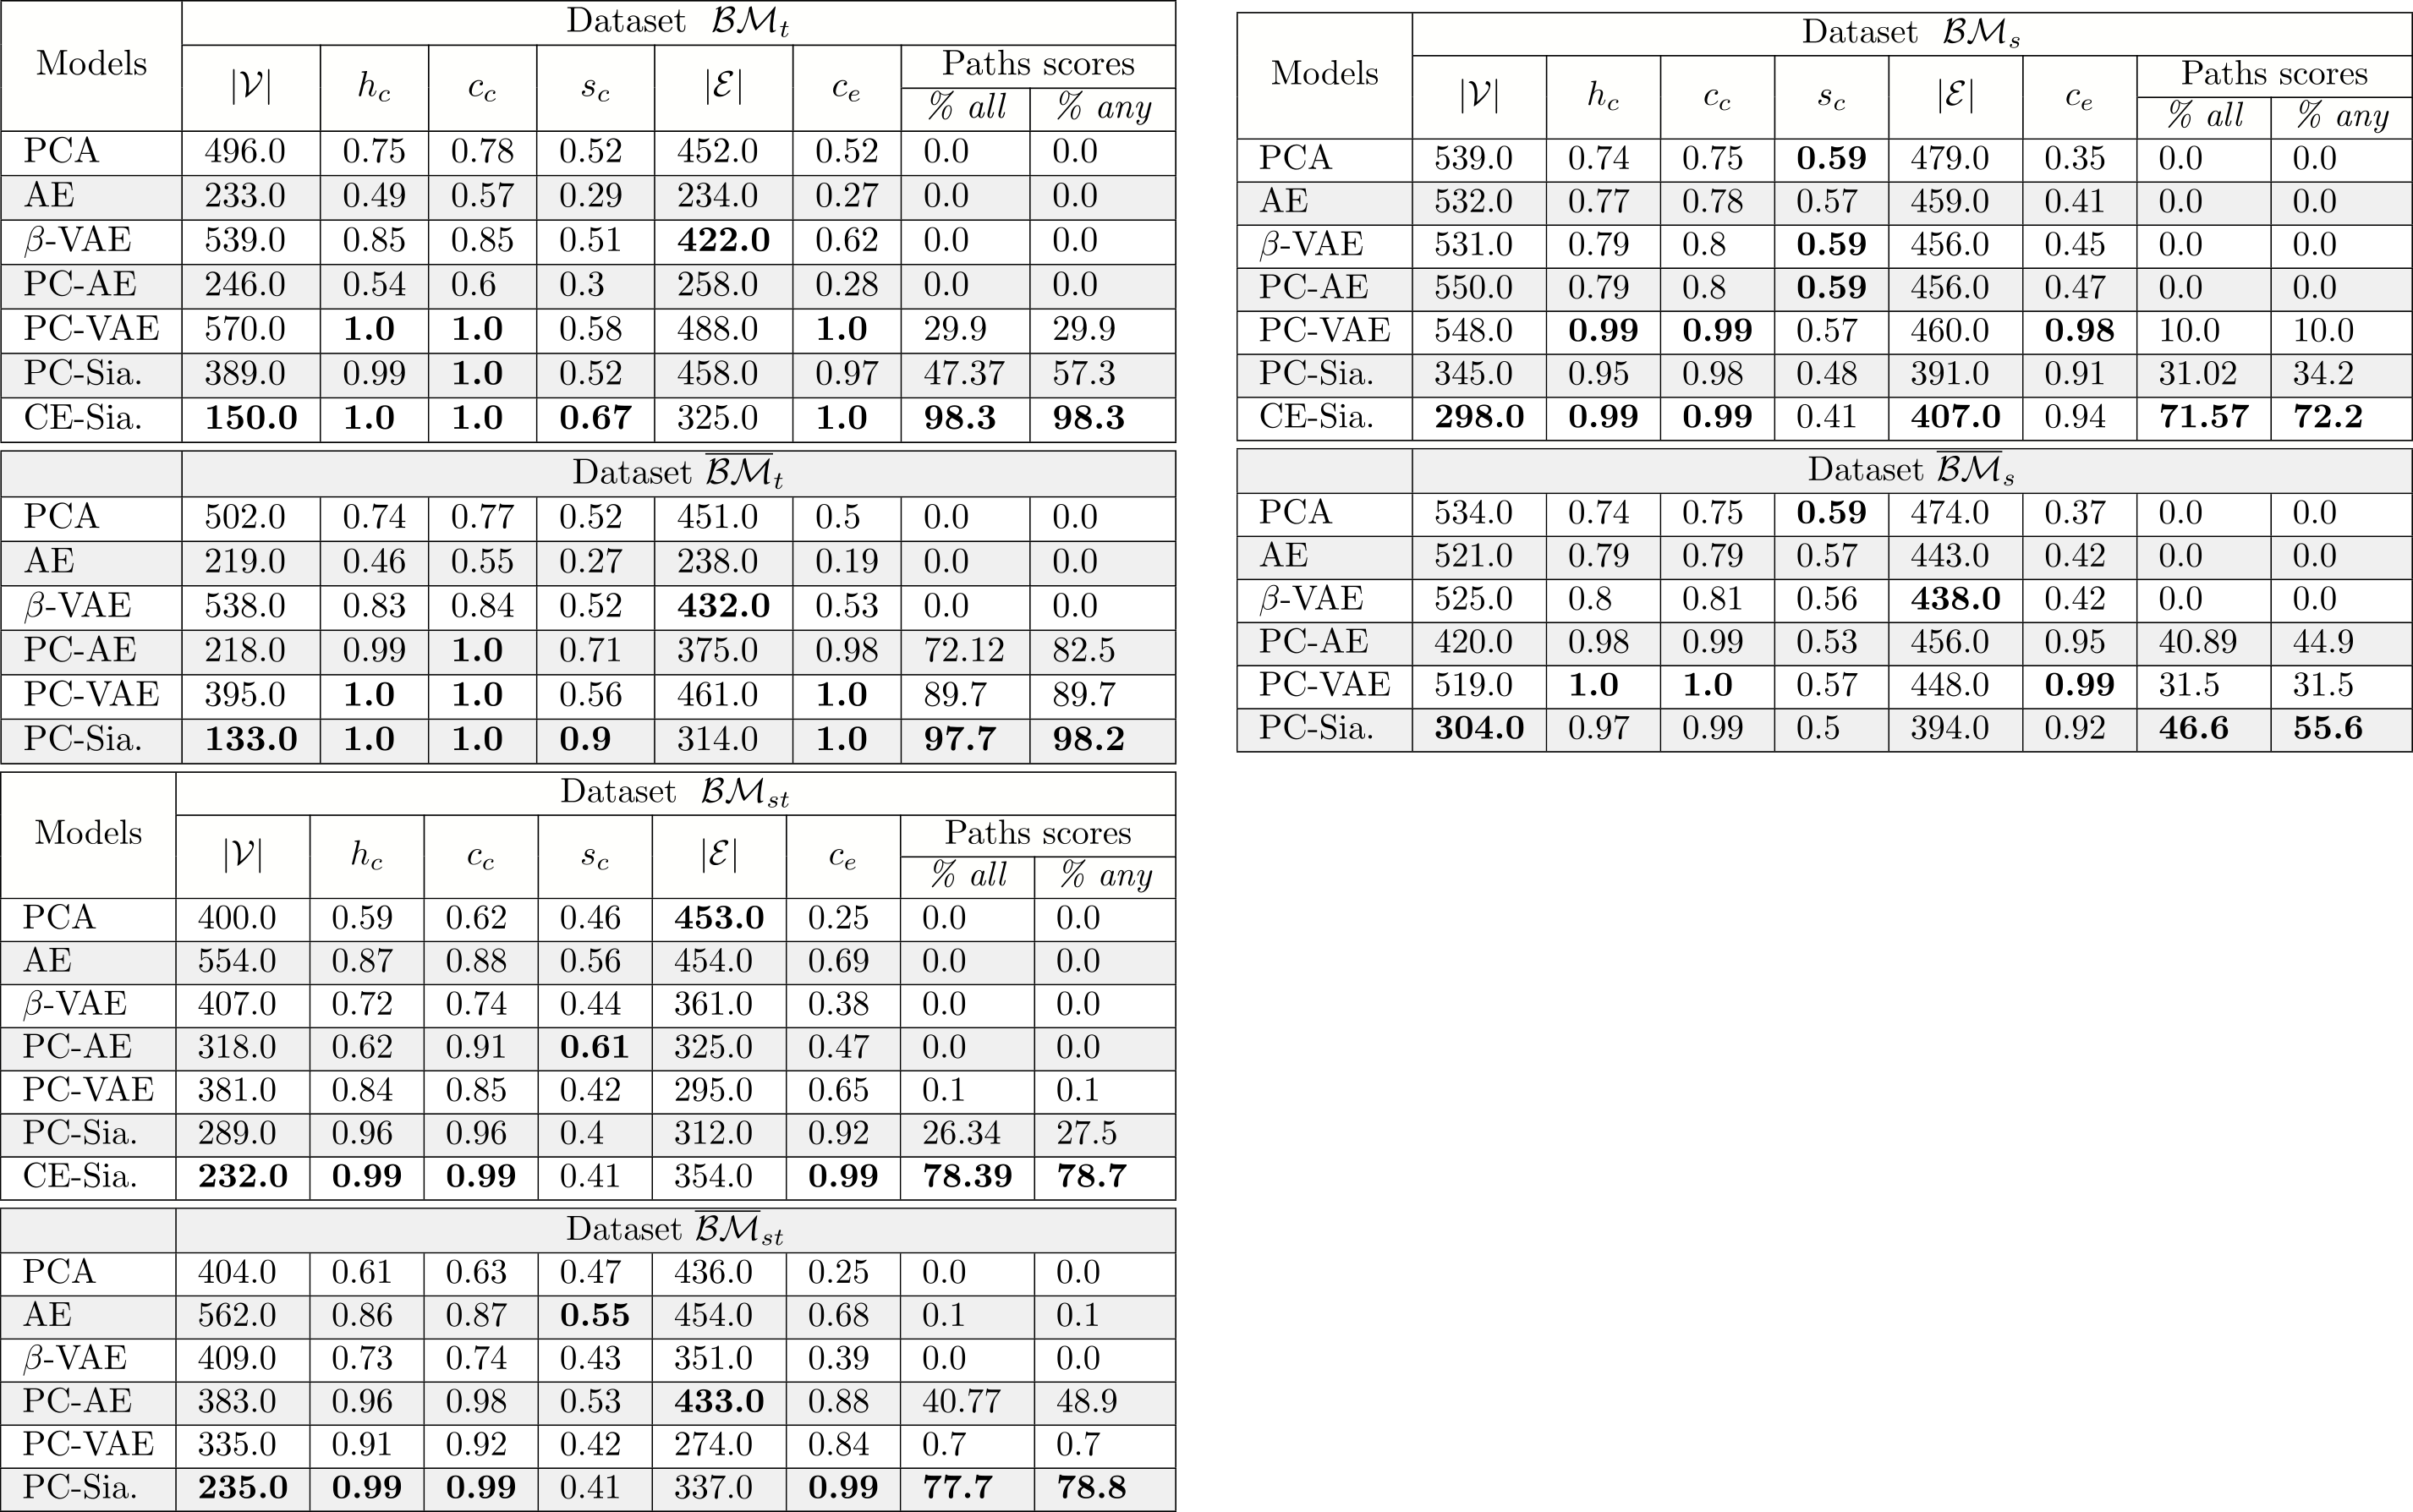 Models Dataset ℬℳ_t
|𝒱| h_c c_c s_c |ℰ| c_e Paths scores
% all % any
PCA 496.0 0.75 0.78 0.52 452.0 0.52 0.0 0.0
AE 233.0 0.49 0.57 0.29 234.0 0.27 0.0 0.0
β-VAE 539.0 0.85 0.85 0.51 422.0 0.62 0.0 0.0
PC-AE 246.0 0.54 0.6 0.3 258.0 0.28 0.0 0.0
PC-VAE 570.0 1.0 1.0 0.58 488.0 1.0 29.9 29.9
PC-Sia. 389.0 0.99 1.0 0.52 458.0 0.97 47.37 57.3
CE-Sia. 150.0 1.0 1.0 0.67 325.0 1.0 98.3 98.3
Dataset \overline{ℬℳ}_t
PCA 502.0 0.74 0.77 0.52 451.0 0.5 0.0 0.0
AE 219.0 0.46 0.55 0.27 238.0 0.19 0.0 0.0
β-VAE 538.0 0.83 0.84 0.52 432.0 0.53 0.0 0.0
PC-AE 218.0 0.99 1.0 0.71 375.0 0.98 72.12 82.5
PC-VAE 395.0 1.0 1.0 0.56 461.0 1.0 89.7 89.7
PC-Sia. 133.0 1.0 1.0 0.9 314.0 1.0 97.7 98.2
Models Dataset ℬℳ_st
|𝒱| h_c c_c s_c |ℰ| c_e Paths scores
% all % any
PCA 400.0 0.59 0.62 0.46 453.0 0.25 0.0 0.0
AE 554.0 0.87 0.88 0.56 454.0 0.69 0.0 0.0
β-VAE 407.0 0.72 0.74 0.44 361.0 0.38 0.0 0.0
PC-AE 318.0 0.62 0.91 0.61 325.0 0.47 0.0 0.0
PC-VAE 381.0 0.84 0.85 0.42 295.0 0.65 0.1 0.1
PC-Sia. 289.0 0.96 0.96 0.4 312.0 0.92 26.34 27.5
CE-Sia. 232.0 0.99 0.99 0.41 354.0 0.99 78.39 78.7
Dataset \overline{ℬℳ}_st
PCA 404.0 0.61 0.63 0.47 436.0 0.25 0.0 0.0
AE 562.0 0.86 0.87 0.55 454.0 0.68 0.1 0.1
β-VAE 409.0 0.73 0.74 0.43 351.0 0.39 0.0 0.0
PC-AE 383.0 0.96 0.98 0.53 433.0 0.88 40.77 48.9
PC-VAE 335.0 0.91 0.92 0.42 274.0 0.84 0.7 0.7
PC-Sia. 235.0 0.99 0.99 0.41 337.0 0.99 77.7 78.8
Models Dataset ℬℳ_s
|𝒱| h_c c_c s_c |ℰ| c_e Paths scores
% all % any
PCA 539.0 0.74 0.75 0.59 479.0 0.35 0.0 0.0
AE 532.0 0.77 0.78 0.57 459.0 0.41 0.0 0.0
β-VAE 531.0 0.79 0.8 0.59 456.0 0.45 0.0 0.0
PC-AE 550.0 0.79 0.8 0.59 456.0 0.47 0.0 0.0
PC-VAE 548.0 0.99 0.99 0.57 460.0 0.98 10.0 10.0
PC-Sia. 345.0 0.95 0.98 0.48 391.0 0.91 31.02 34.2
CE-Sia. 298.0 0.99 0.99 0.41 407.0 0.94 71.57 72.2
Dataset \overline{ℬℳ}_s
PCA 534.0 0.74 0.75 0.59 474.0 0.37 0.0 0.0
AE 521.0 0.79 0.79 0.57 443.0 0.42 0.0 0.0
β-VAE 525.0 0.8 0.81 0.56 438.0 0.42 0.0 0.0
PC-AE 420.0 0.98 0.99 0.53 456.0 0.95 40.89 44.9
PC-VAE 519.0 1.0 1.0 0.57 448.0 0.99 31.5 31.5
PC-Sia. 304.0 0.97 0.99 0.5 394.0 0.92 46.6 55.6